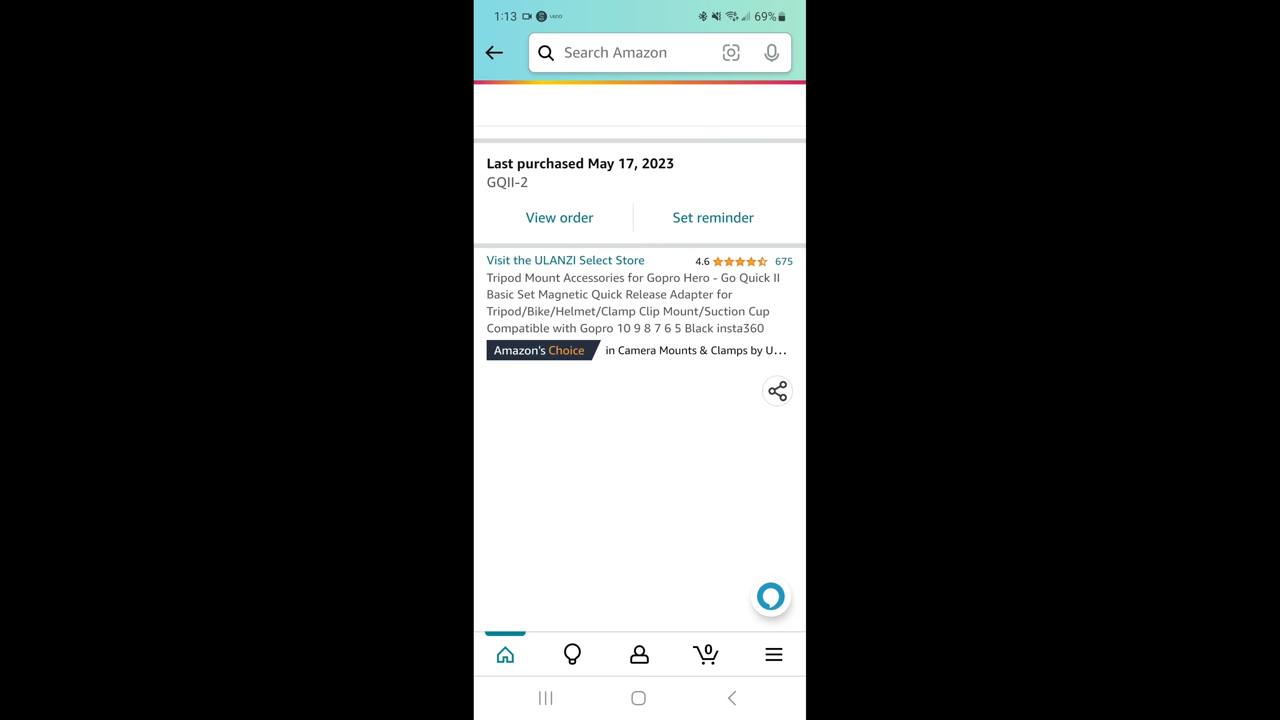 1:13 69%
Search Amazon
Last purchased May 17, 2023
GQII-2
View order Set reminder
Visit the ULANZI Select Store 4.6 675
Tripod Mount Accessories for Gopro Hero - Go Quick II
Basic Set Magnetic Quick Release Adapter for
Tripod/Bike/Helmet/Clamp Clip Mount/Suction Cup
Compatible with Gopro 10 9 8 7 6 5 Black insta360
Amazon's Choice in Camera Mounts & Clamps by U...
0